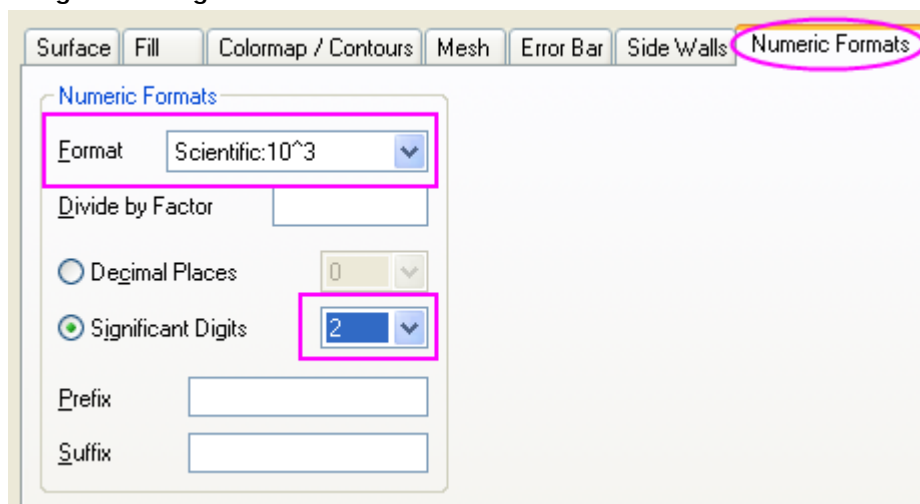 Surface Fill Colormap / Contours Mesh Error Bar Side Walls Numeric Formats
Numeric Formats
Format Scientific:10^3
Divide by Factor
Decimal Places 0
Significant Digits 2
Prefix
Suffix